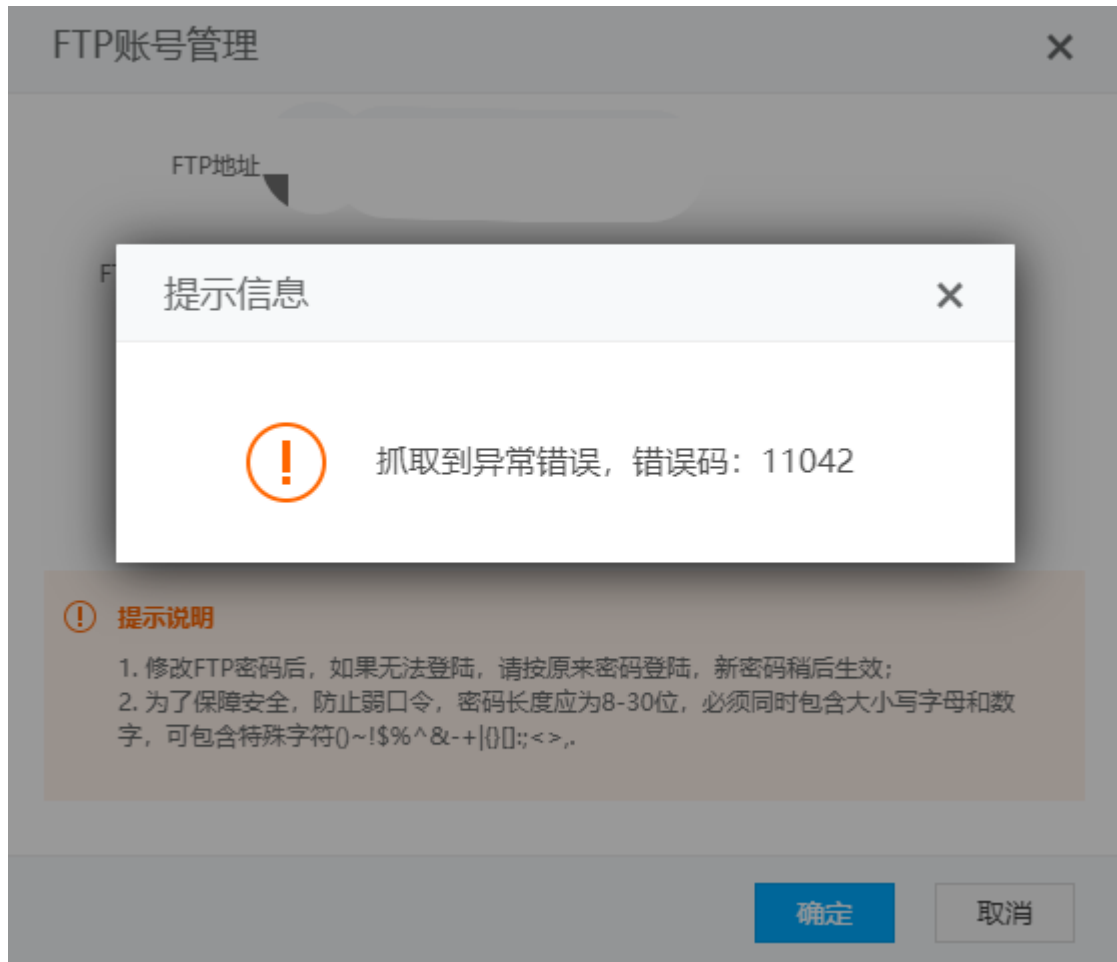 FTP账号管理
FTP地址
提示信息
抓取到异常错误，错误码：11042
提示说明
1. 修改FTP密码后，如果无法登陆，请按原来密码登陆，新密码稍后生效；
2. 为了保障安全，防止弱口令，密码长度应为8-30位，必须同时包含大小写字母和数
字，可包含特殊字符()~!$%^&-+|{}[]:;<>,.
确定
取消